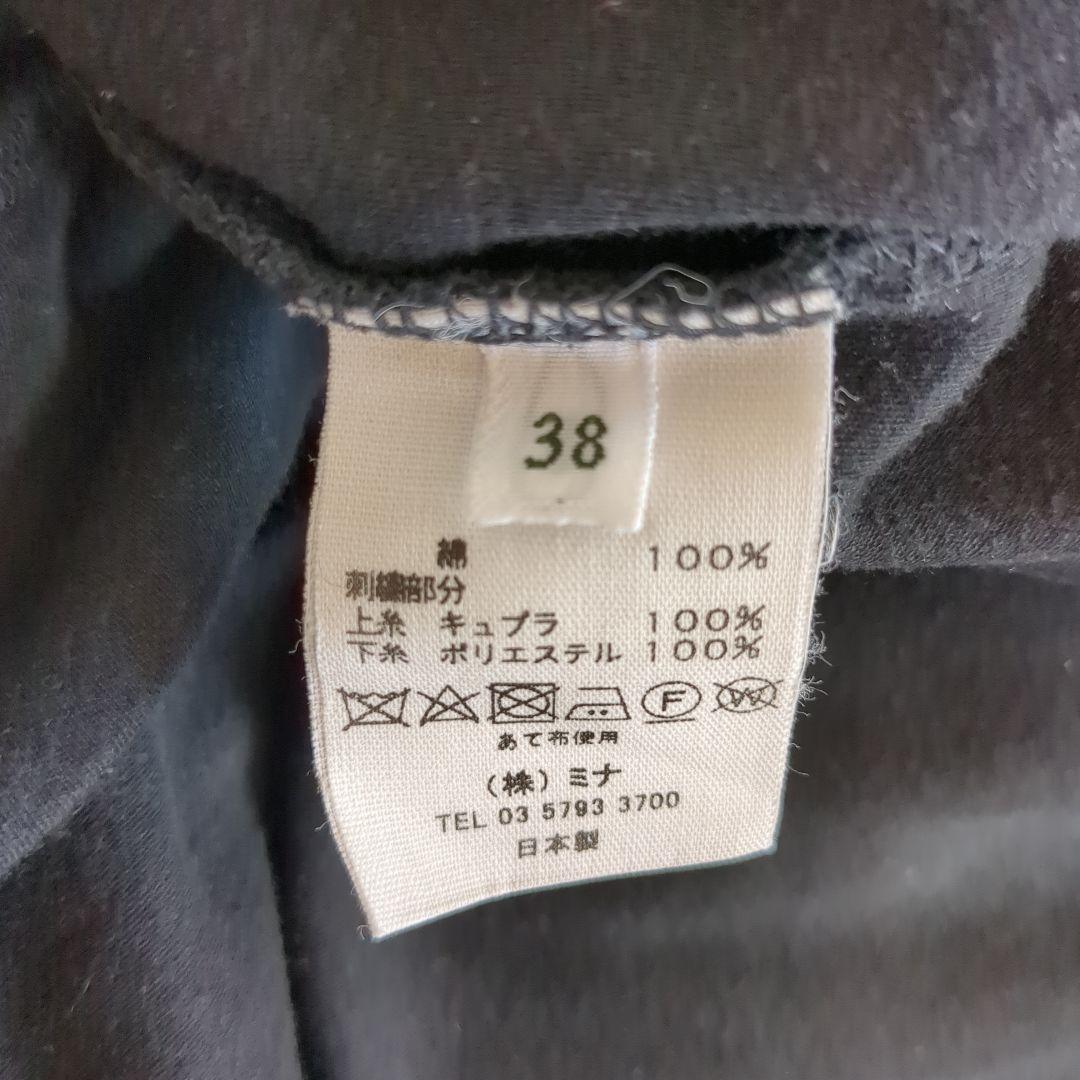 38
綿 100%
刺繍部分
上糸 キュプラ 100%
下糸 ポリエステル 100%
F W
あて布使用
（株）ミナ
TEL 03 5793 3700
日本製